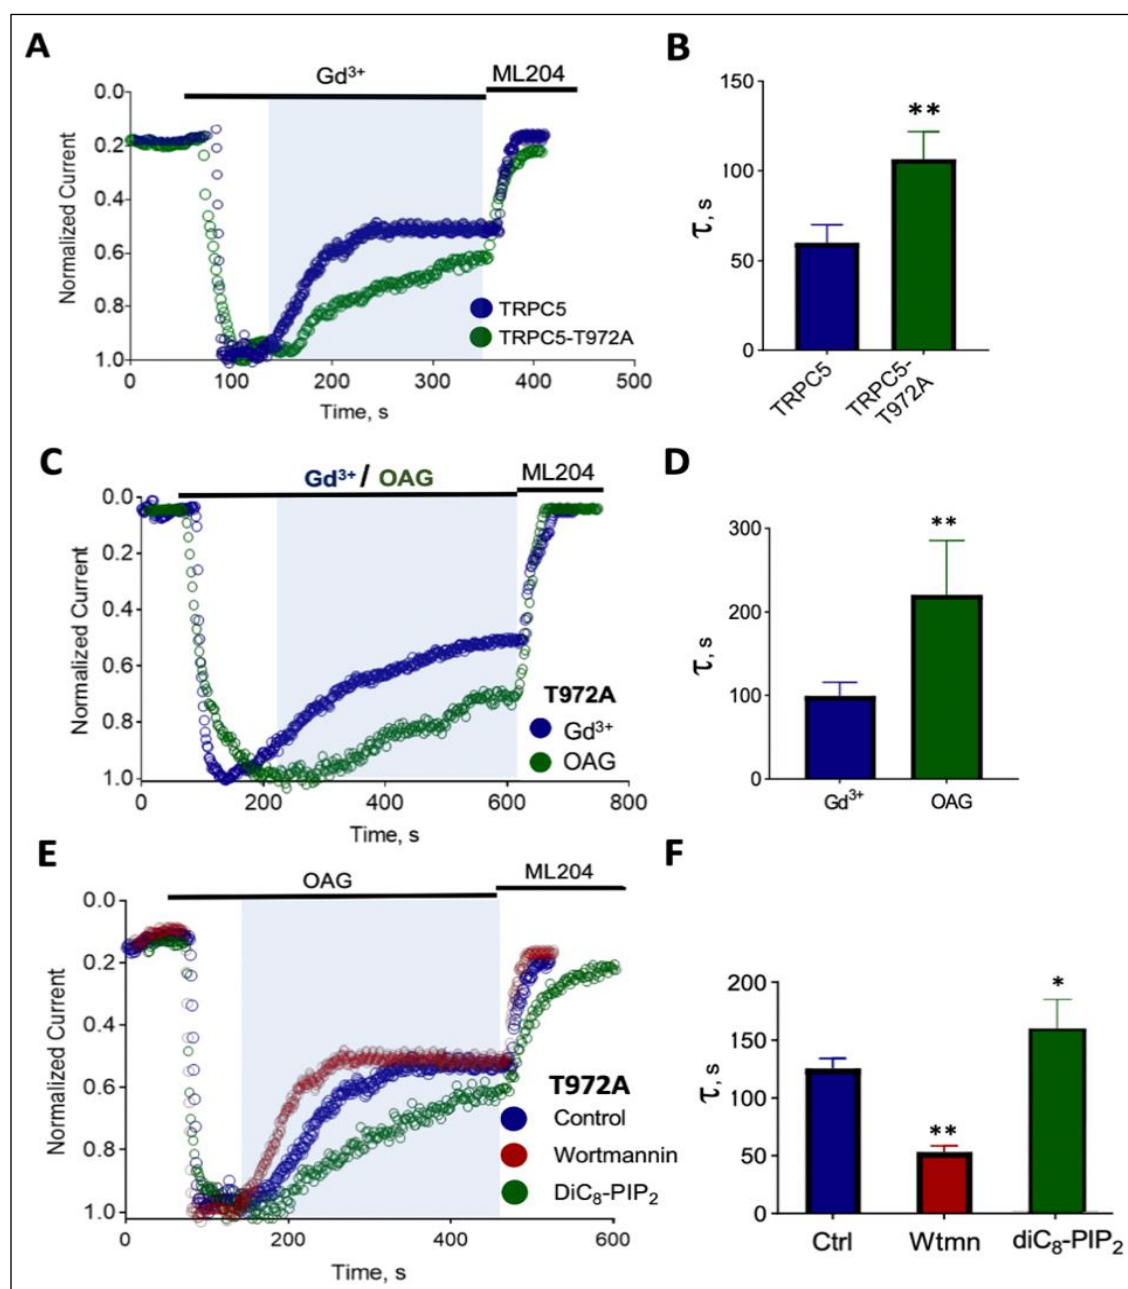 A
Gd³⁺
ML204
0.0
0.2
0.4
0.6
0.8
1.0
Normalized Current
TRPC5
TRPC5-T972A
0
100
200
300
400
500
Time, s
B
150
100
50
0
τ, s
**
TRPC5
TRPC5-
T972A
C
Gd³⁺ / OAG
ML204
0.0
0.2
0.4
0.6
0.8
1.0
Normalized Current
T972A
Gd³⁺
OAG
0
200
400
600
800
Time, s
D
300
200
100
0
τ, s
**
Gd³⁺
OAG
E
OAG
ML204
0.0
0.2
0.4
0.6
0.8
1.0
Normalized Current
T972A
Control
Wortmannin
DiC₈-PIP₂
0
200
400
600
Time, s
F
200
150
100
50
0
τ, s
**
*
Ctrl
Wtmn
diC₈-PIP₂